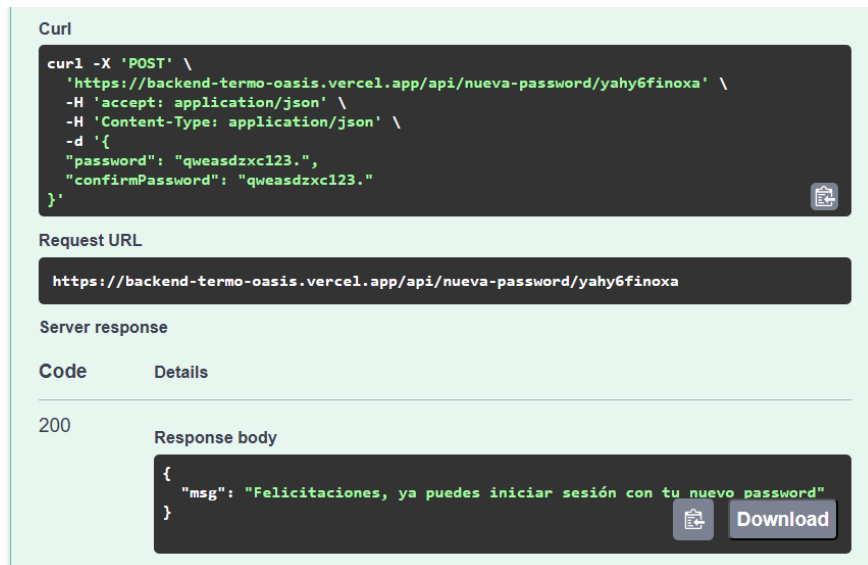 Curl
curl -X 'POST' \
'https://backend-termo-oasis.vercel.app/api/nueva-password/yahy6finoxa' \
-H 'accept: application/json' \
-H 'Content-Type: application/json' \
-d '{
"password": "qweasdzxc123.",
"confirmPassword": "qweasdzxc123."
}'
Request URL
https://backend-termo-oasis.vercel.app/api/nueva-password/yahy6finoxa
Server response
Code Details
200
Response body
{
"msg": "Felicitaciones, ya puedes iniciar sesión con tu nuevo password"
}
Download